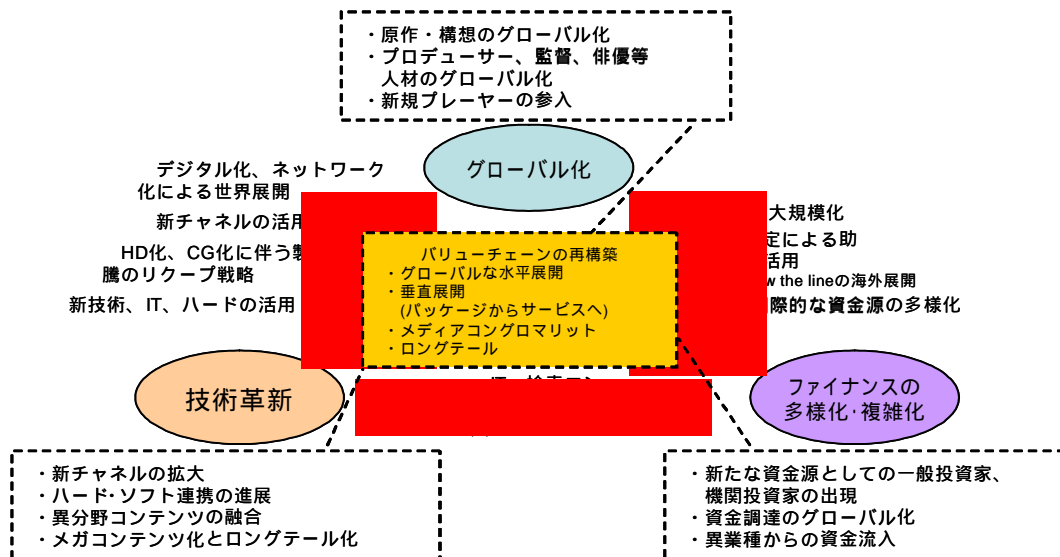 ・原作・構想のグローバル化
・プロデューサー、監督、俳優等
人材のグローバル化
・新規プレーヤーの参入
グローバル化
デジタル化、ネットワーク
化による世界展開
新チャネルの活用
HD化、CG化に伴う製
騰のリクープ戦略
新技術、IT、ハードの活用
大規模化
定による助
活用
w the lineの海外展開
際的な資金源の多様化
バリューチェーンの再構築
・グローバルな水平展開
・垂直展開
(パッケージからサービスへ)
・メディアコングロマリット
・ロングテール
技術革新
ファイナンスの
多様化・複雑化
・新チャネルの拡大
・ハード・ソフト連携の進展
・異分野コンテンツの融合
・メガコンテンツ化とロングテール化
・新たな資金源としての一般投資家、
機関投資家の出現
・資金調達のグローバル化
・異業種からの資金流入